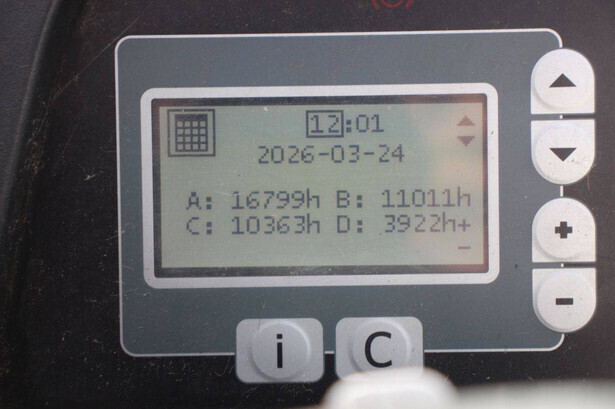 12:01
2026-03-24
A: 16799h B: 11011h
C: 10363h D: 3922h+
-
+
-
i C